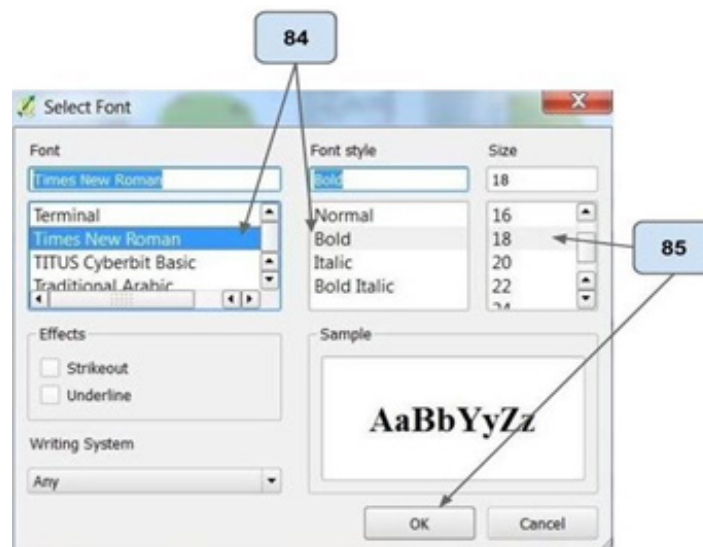 84
Select Font
Font
Font style
Size
Times New Roman
Bold
18
Terminal
Times New Roman
TITUS Cyberbit Basic
Traditional Arabic
Normal
Bold
Italic
Bold Italic
16
18
20
22
24
85
Effects
Strikeout
Underline
Sample
AaBbYyZz
Writing System
Any
OK
Cancel